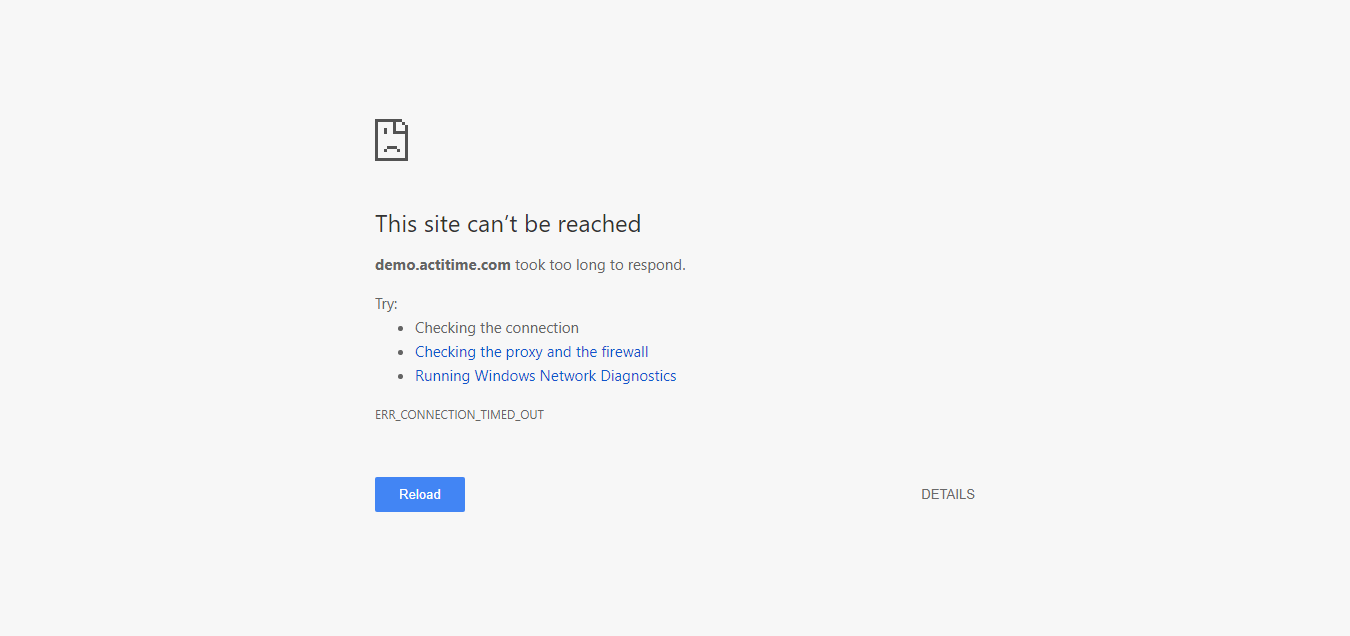 This site can’t be reached
demo.actitime.com took too long to respond.
Try:
Checking the connection
Checking the proxy and the firewall
Running Windows Network Diagnostics
ERR_CONNECTION_TIMED_OUT
Reload DETAILS